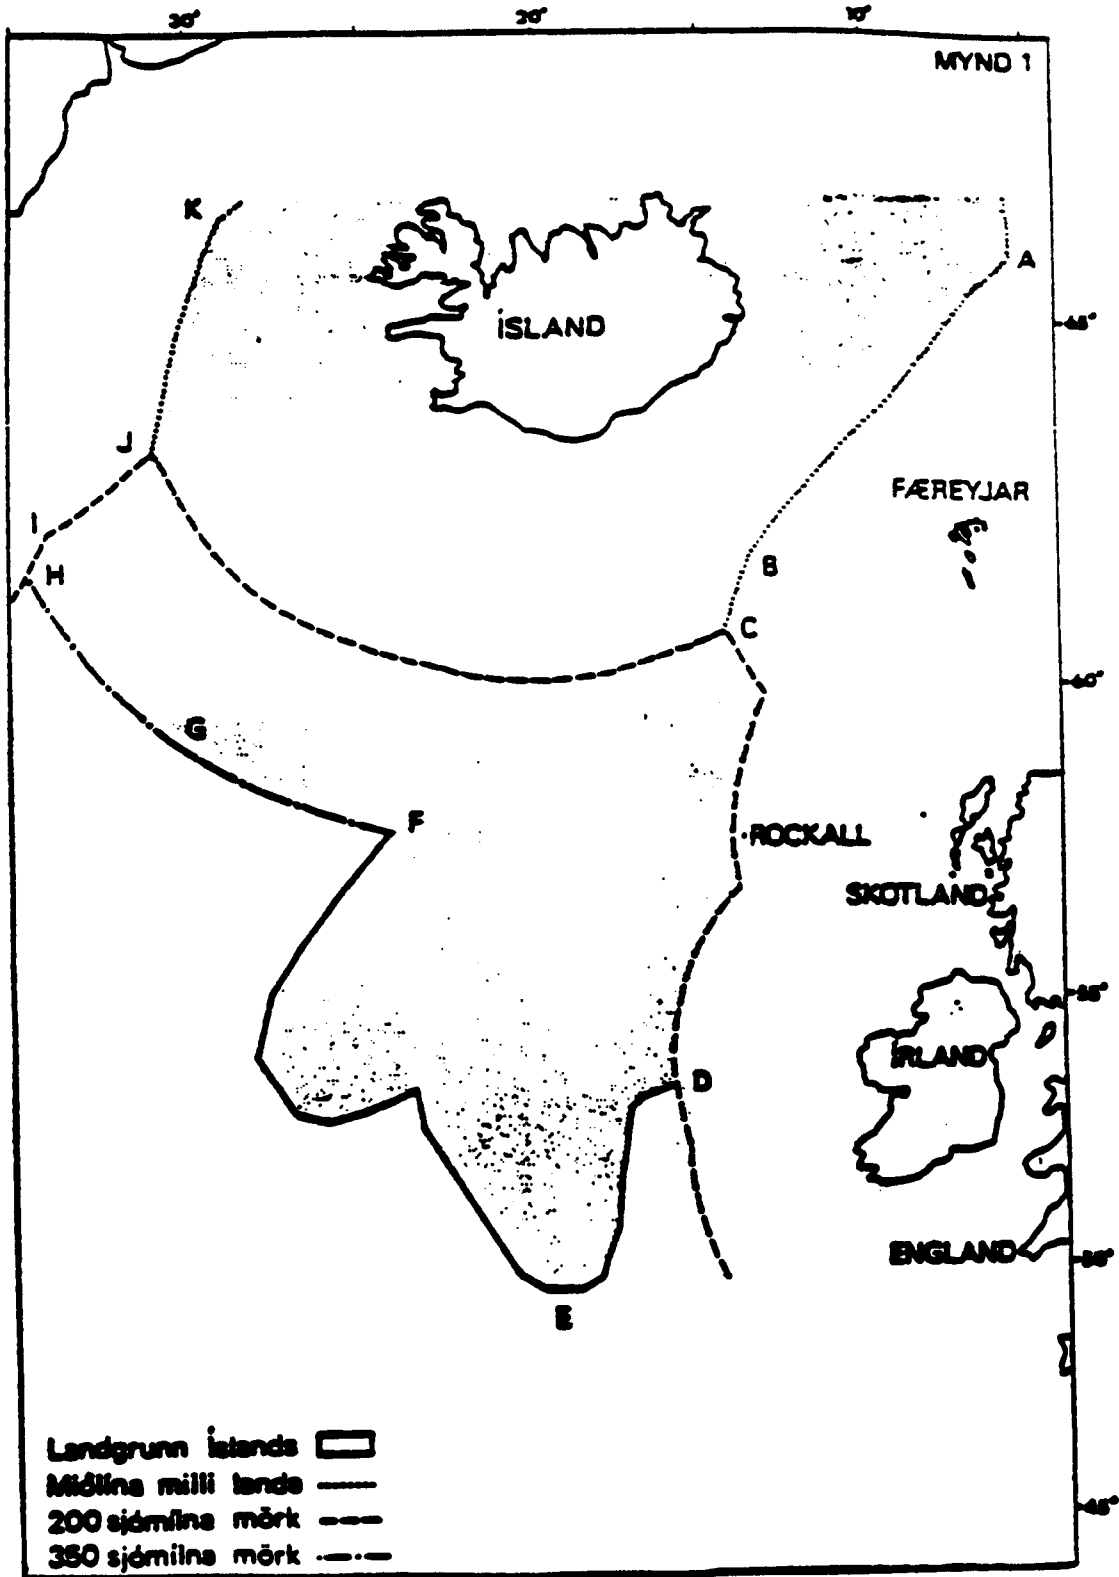 30° 20° 10°
MYND 1
K
A
ÍSLAND
65°
J
FÆREYJAR
I
B
H
C
60°
G
F
ROCKALL
SKOTLAND
55°
ÍRLAND
D
ENGLAND
50°
E
Landgrunn Íslands
Miðlína milli landa
200 sjómílna mörk
350 sjómílna mörk
45°